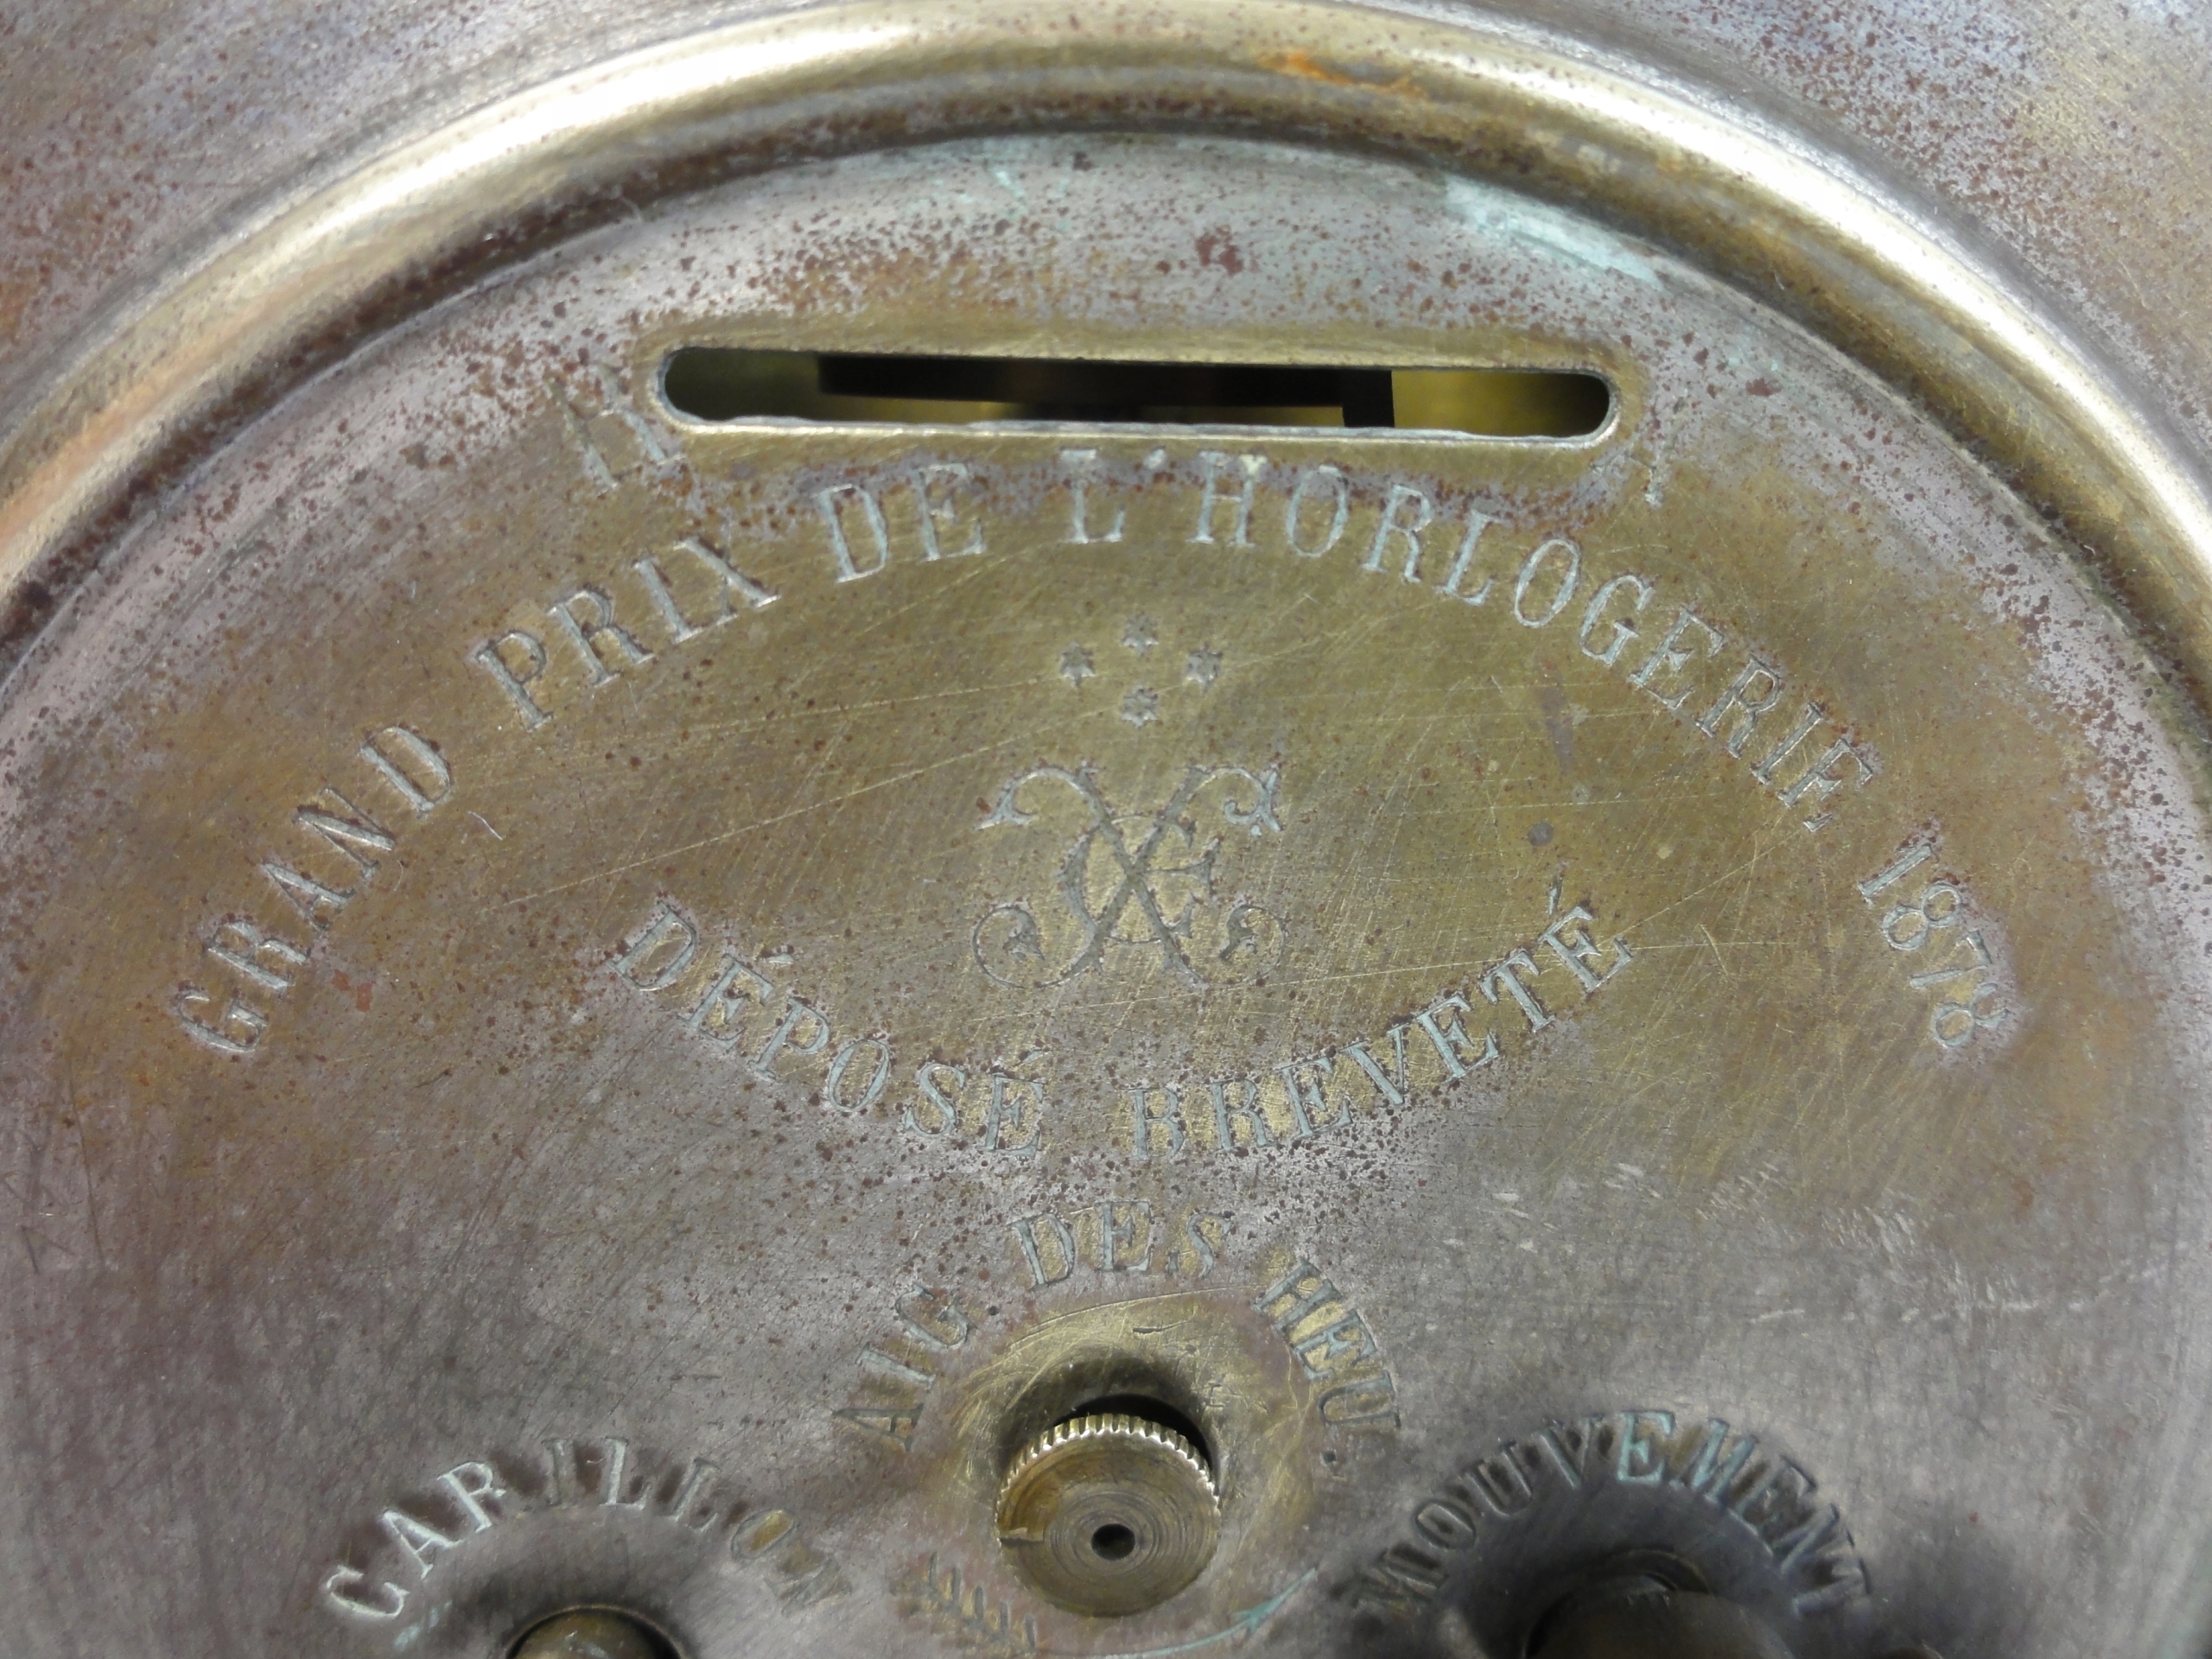 GRAND PRIX DE L'HORLOGERIE 1878
DÉPOSÉ BREVETÉ
AIG. DES HEU.
CARILLON
MOUVEMENT